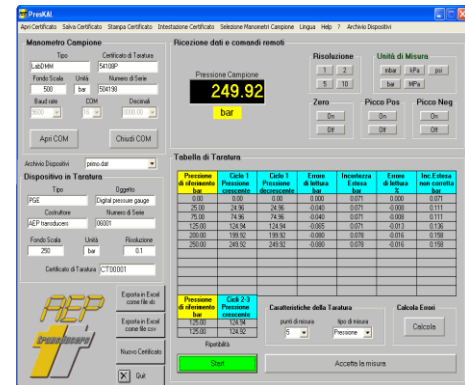 PresKAL
Apri Certificato Salva Certificato Stampa Certificato Intestazione Certificato Selezione Manometri Campione Lingua Help ? Archivio Dispositivi
Manometro Campione
Tipo Certificato di Taratura
LabDMM 54109P
Fondo Scala Unità Numero di Serie
500 bar 504198
Baud rate COM Decimali
9600 16 0000.00
Apri COM Chiudi COM
Archivio Dispositivi primo.dat
Dispositivo in Taratura
Tipo Oggetto
PGE Digital pressure gauge
Costruttore Numero di Serie
AEP transducers 06001
Fondo Scala Unità Risoluzione
250 bar 0.1
Certificato di Taratura CT00001
AEP
transducers
Esporta in Excel
come file xls
Esporta in Excel
come file csv
Nuovo Certificato
Quit
Ricezione dati e comandi remoti
Pressione Campione
249.92
bar
Risoluzione
1 2
5 10
Unità di Misura
mbar kPa psi
bar MPa
Zero Picco Pos Picco Neg
On On On
Off Off Off
Tabella di Taratura
Pressione di riferimento bar Ciclo 1 Pressione crescente Ciclo 1 Pressione decrescente Errore di lettura bar Incertezza Estesa bar Errore di lettura % Inc.Estesa non corretta bar
0.00 0.00 0.00 0.000 0.071 0.000 0.071
25.00 24.96 24.96 -0.040 0.071 -0.008 0.111
75.00 74.96 74.96 -0.040 0.071 -0.008 0.111
125.00 124.94 124.94 -0.065 0.071 -0.013 0.136
200.00 199.92 199.92 -0.080 0.078 -0.016 0.158
250.00 249.92 249.92 -0.080 0.078 -0.016 0.158
Pressione di riferimento bar Cicli 2-3 Pressione crescente
125.00 124.94
125.00 124.92
Ripetibilità
Caratteristiche della Taratura
punti di misura tipo di misura
5 Pressione
Calcola Errori
Calcola
Start Accetta la misura